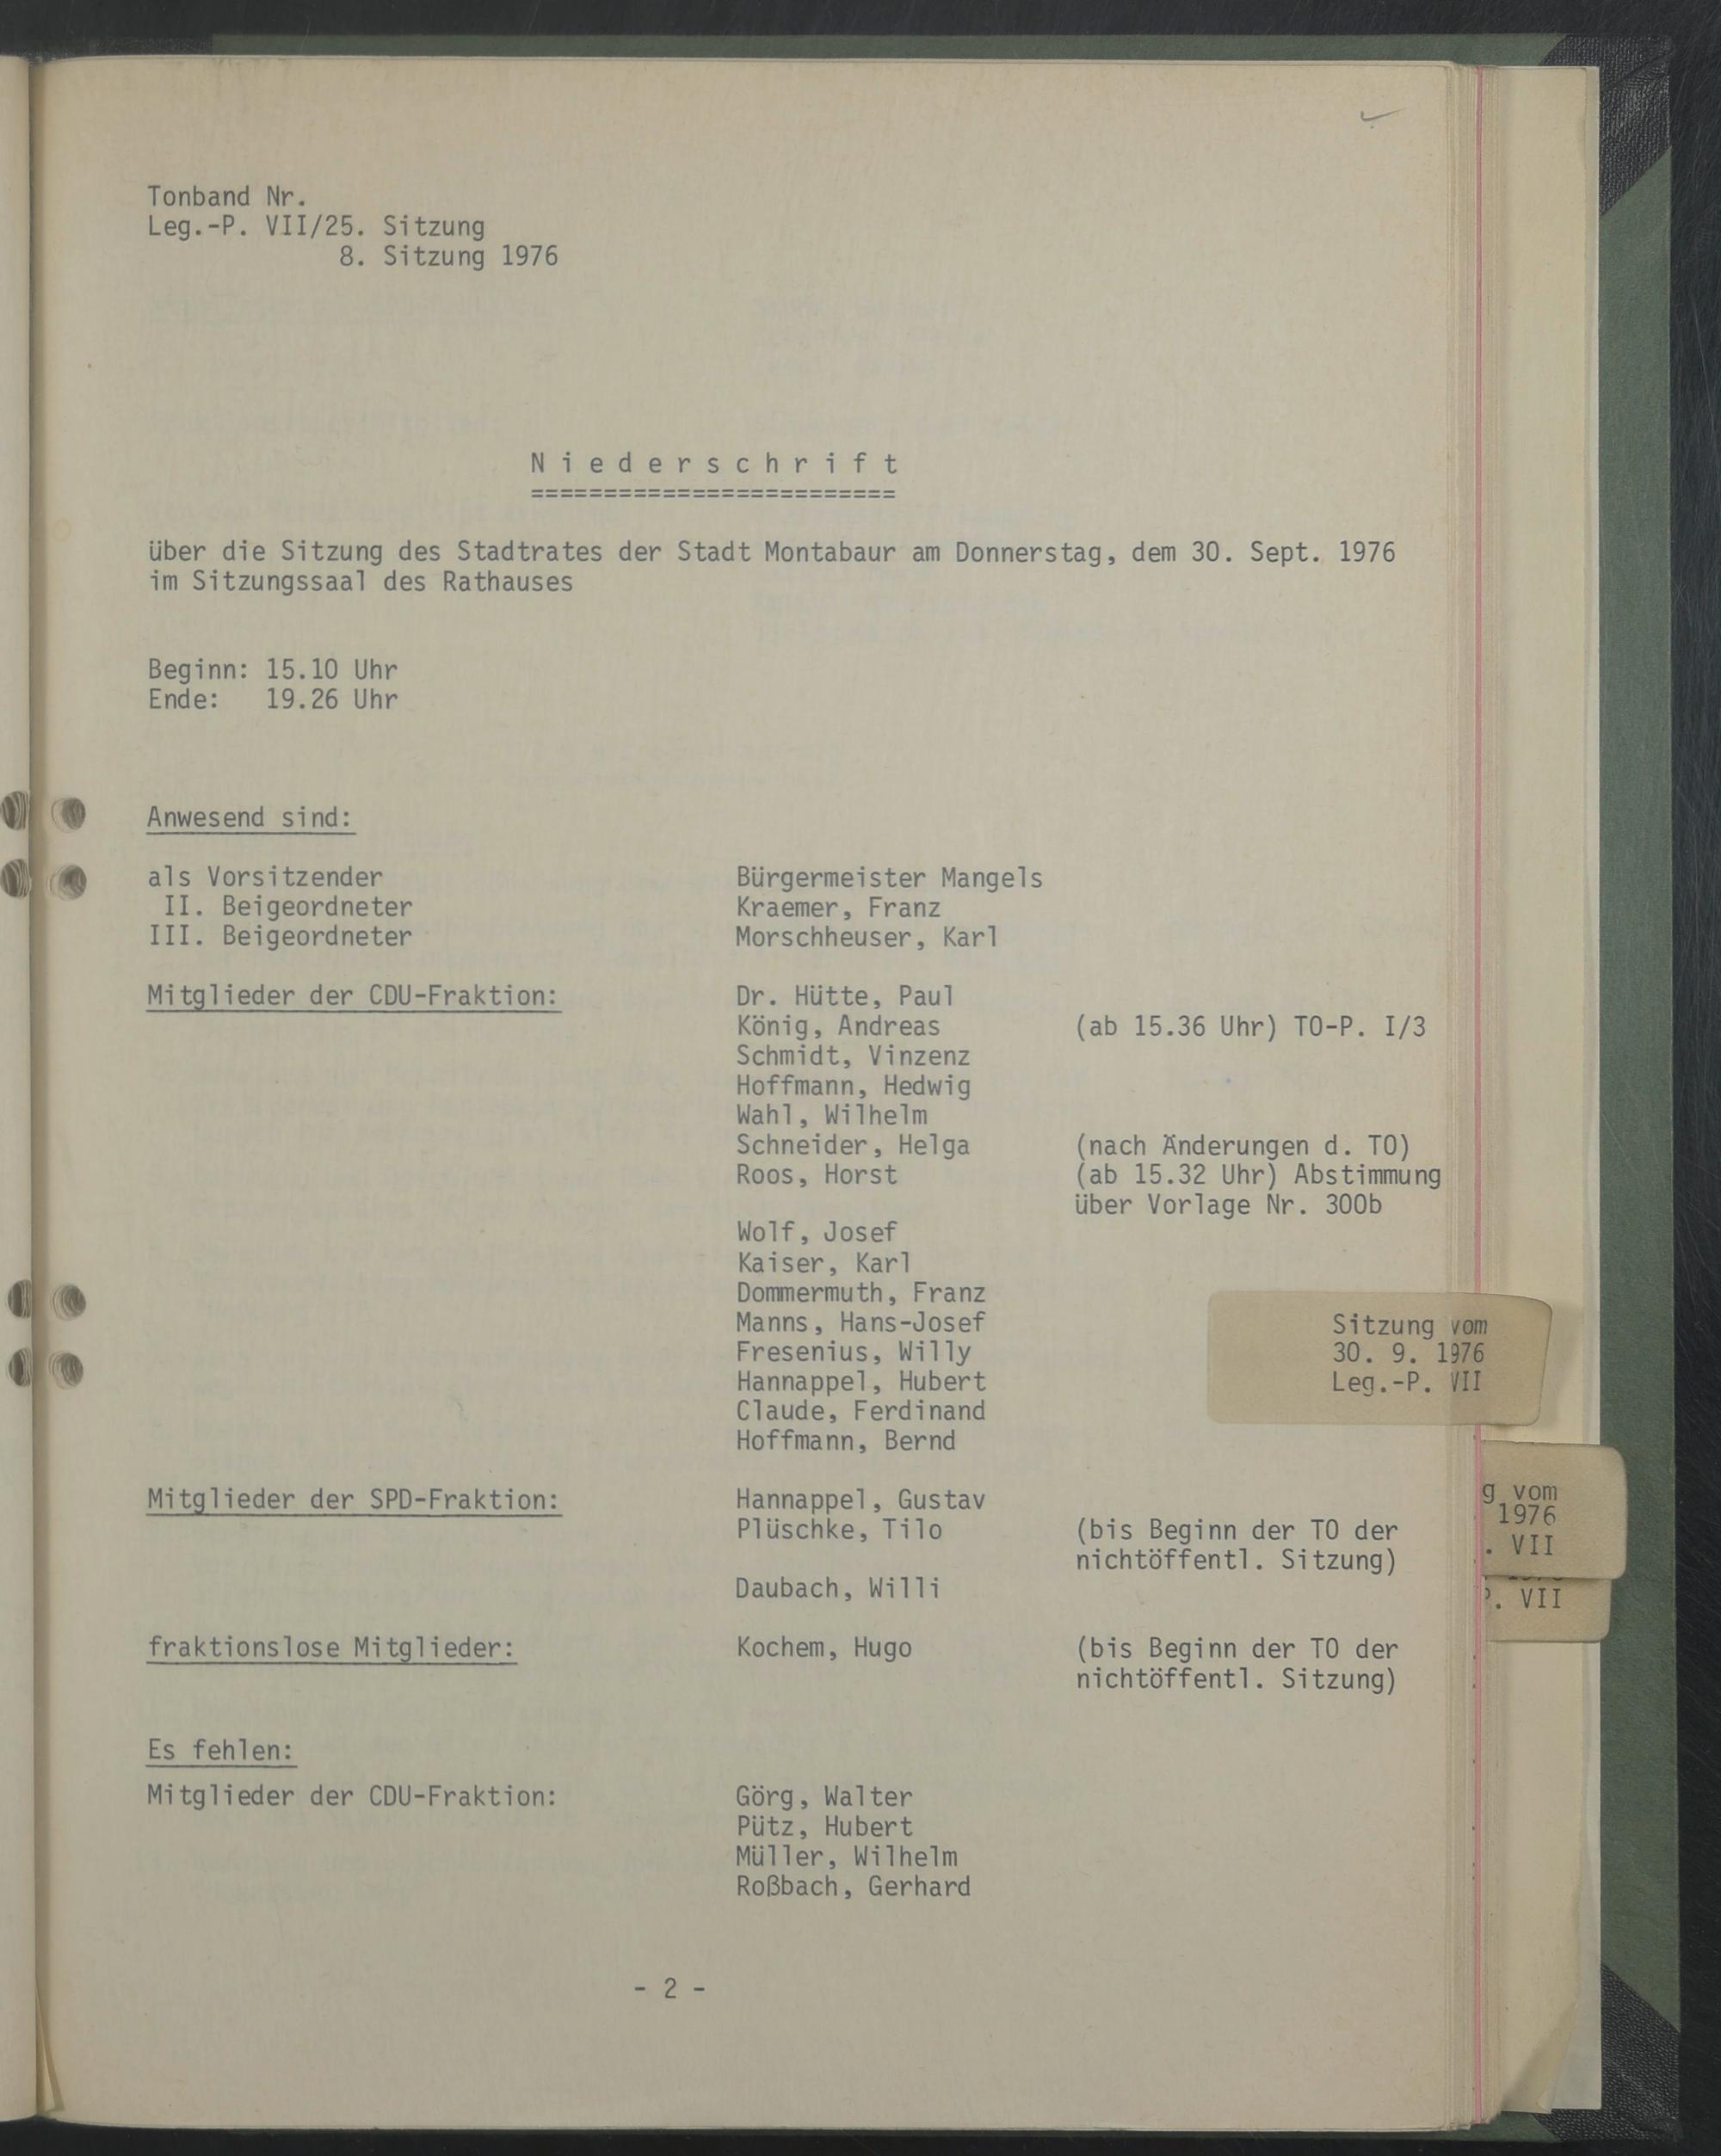 Tonband Nr.
Leg.-P. VII/25. Sitzung
8. Sitzung 1976
N i e d e r s c h r i f t
=========================
über die Sitzung des Stadtrates der Stadt Montabaur am Donnerstag, dem 30. Sept. 1976
im Sitzungssaal des Rathauses
Beginn: 15.10 Uhr
Ende: 19.26 Uhr
Anwesend sind:
als Vorsitzender Bürgermeister Mangels
II. Beigeordneter Kraemer, Franz
III. Beigeordneter Morschheuser, Karl
Mitglieder der CDU-Fraktion: Dr. Hütte, Paul
König, Andreas (ab 15.36 Uhr) TO-P. I/3
Schmidt, Vinzenz
Hoffmann, Hedwig
Wahl, Wilhelm
Schneider, Helga (nach Änderungen d. TO)
Roos, Horst (ab 15.32 Uhr) Abstimmung
über Vorlage Nr. 300b
Wolf, Josef
Kaiser, Karl
Dommermuth, Franz
Manns, Hans-Josef
Fresenius, Willy
Hannappel, Hubert
Claude, Ferdinand
Hoffmann, Bernd
Sitzung vom
30. 9. 1976
Leg.-P. VII
Mitglieder der SPD-Fraktion: Hannappel, Gustav
Plüschke, Tilo (bis Beginn der TO der
nichtöffentl. Sitzung)
Daubach, Willi
fraktionslose Mitglieder: Kochem, Hugo (bis Beginn der TO der
nichtöffentl. Sitzung)
g vom
1976
. VII
P. VII
Es fehlen:
Mitglieder der CDU-Fraktion: Görg, Walter
Pütz, Hubert
Müller, Wilhelm
Roßbach, Gerhard
- 2 -